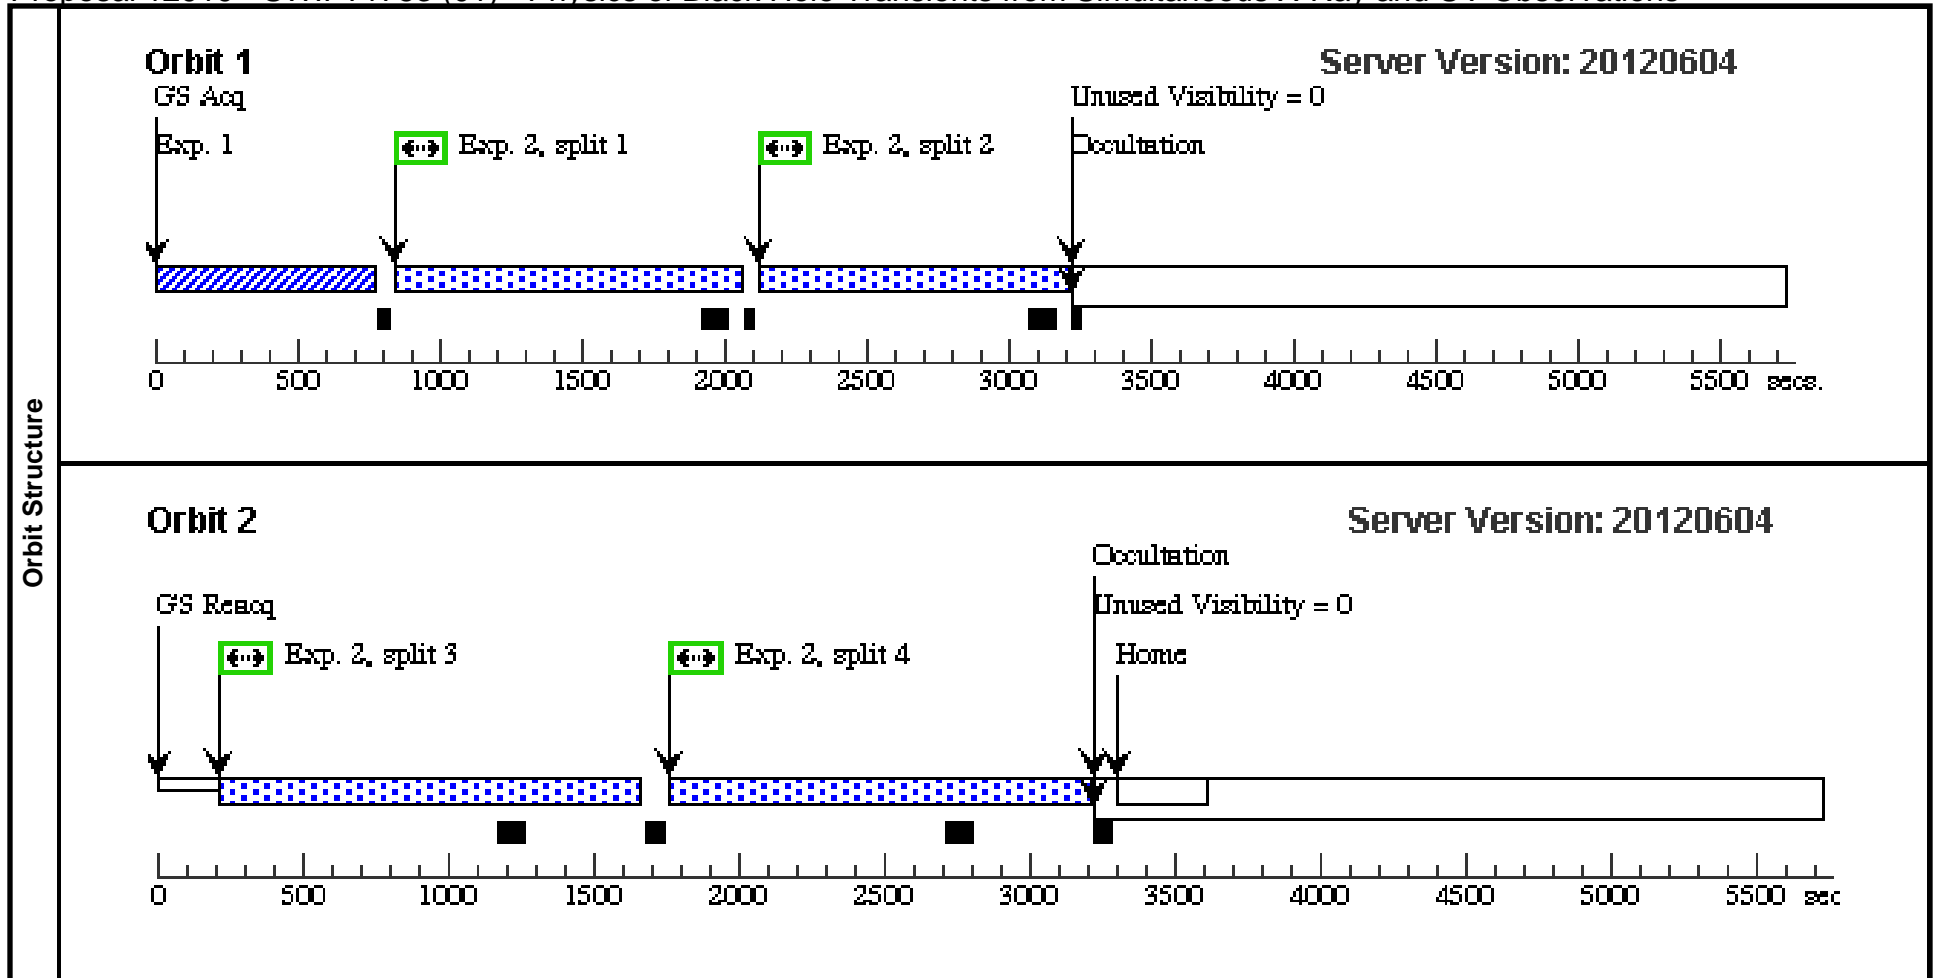 Orbit Structure
Orbit 1
Server Version: 20120604
GS Acq
Unused Visibility = 0
Exp. 1
Exp. 2, split 1
Exp. 2, split 2
Occultation
0 500 1000 1500 2000 2500 3000 3500 4000 4500 5000 5500 secs.
Orbit 2
Server Version: 20120604
Occultation
GS Reacq
Unused Visibility = 0
Exp. 2, split 3
Exp. 2, split 4
Home
0 500 1000 1500 2000 2500 3000 3500 4000 4500 5000 5500 sec